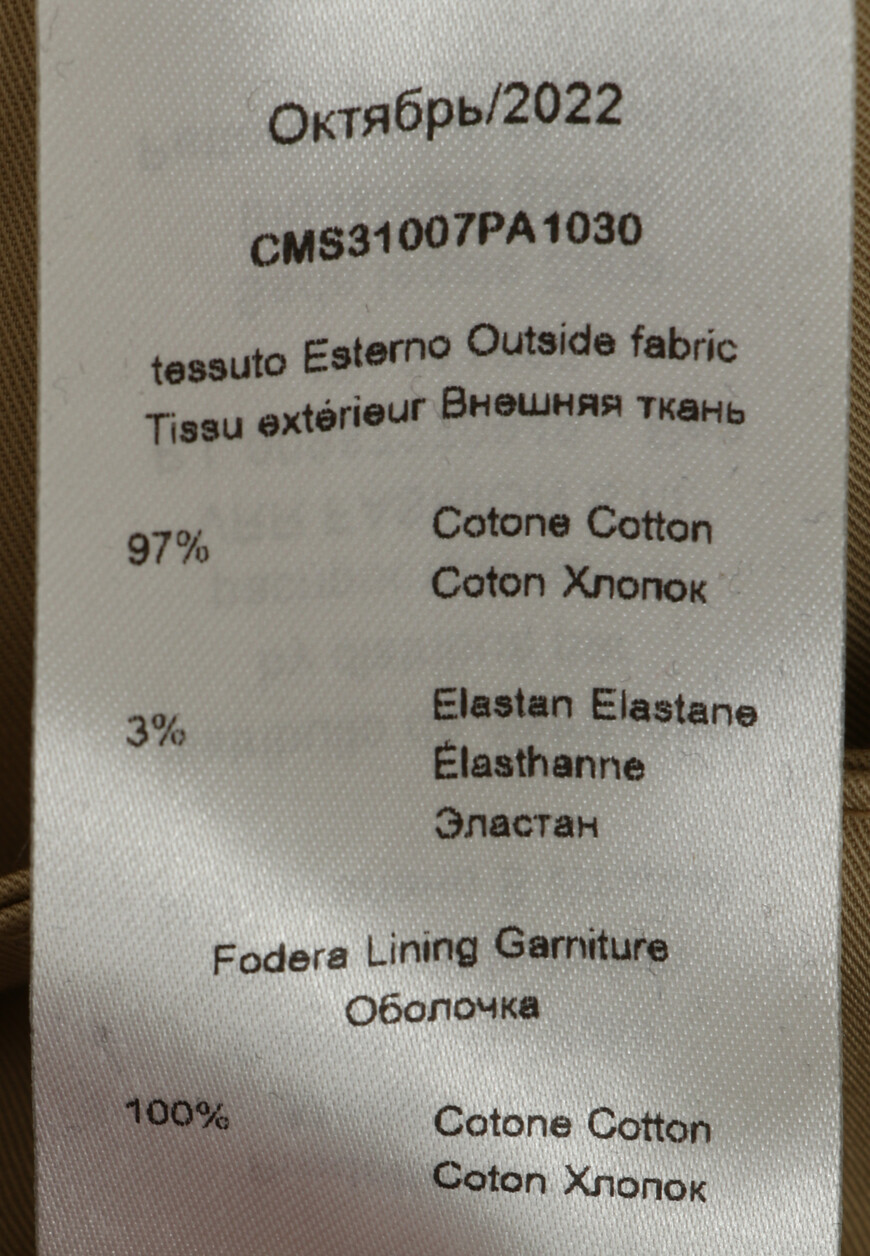 Октябрь/2022
CMS31007PA1030
tessuto Esterno Outside fabric
Tissu extérieur Внешняя ткань
97% Cotone Cotton
Coton Хлопок
3% Elastan Elastane
Élasthanne
Эластан
Fodera Lining Garniture
Оболочка
100% Cotone Cotton
Coton Хлопок